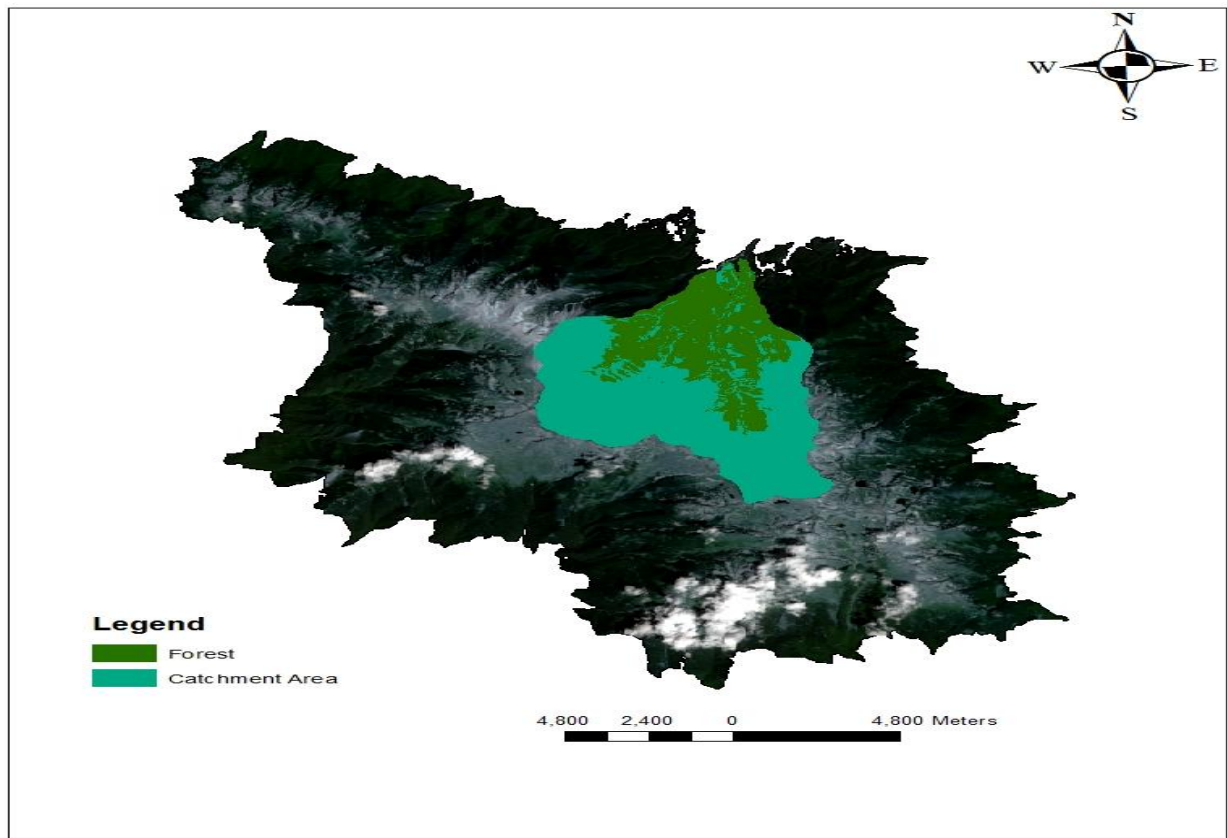 N
W E
S
Legend
Forest
Catchment Area
4,800 2,400 0 4,800 Meters